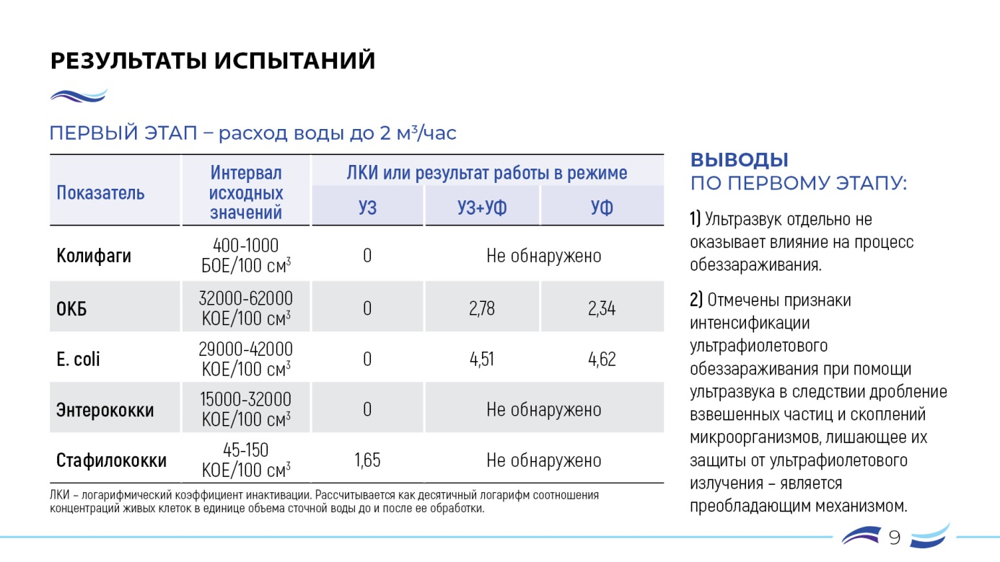 РЕЗУЛЬТАТЫ ИСПЫТАНИЙ
ПЕРВЫЙ ЭТАП – расход воды до 2 м³/час
Показатель
Интервал
исходных
значений
ЛКИ или результат работы в режиме
УЗ
УЗ+УФ
УФ
Колифаги
400-1000
БОЕ/100 см³
0
Не обнаружено
ОКБ
32000-62000
КОЕ/100 см³
0
2,78
2,34
E. coli
29000-42000
КОЕ/100 см³
0
4,51
4,62
Энтерококки
15000-32000
КОЕ/100 см³
0
Не обнаружено
Стафилококки
45-150
КОЕ/100 см³
1,65
Не обнаружено
ЛКИ – логарифмический коэффициент инактивации. Рассчитывается как десятичный логарифм соотношения
концентраций живых клеток в единице объема сточной воды до и после ее обработки.
ВЫВОДЫ
ПО ПЕРВОМУ ЭТАПУ:
1) Ультразвук отдельно не
оказывает влияние на процесс
обеззараживания.
2) Отмечены признаки
интенсификации
ультрафиолетового
обеззараживания при помощи
ультразвука в следствии дробление
взвешенных частиц и скоплений
микроорганизмов, лишающее их
защиты от ультрафиолетового
излучения – является
преобладающим механизмом.
9